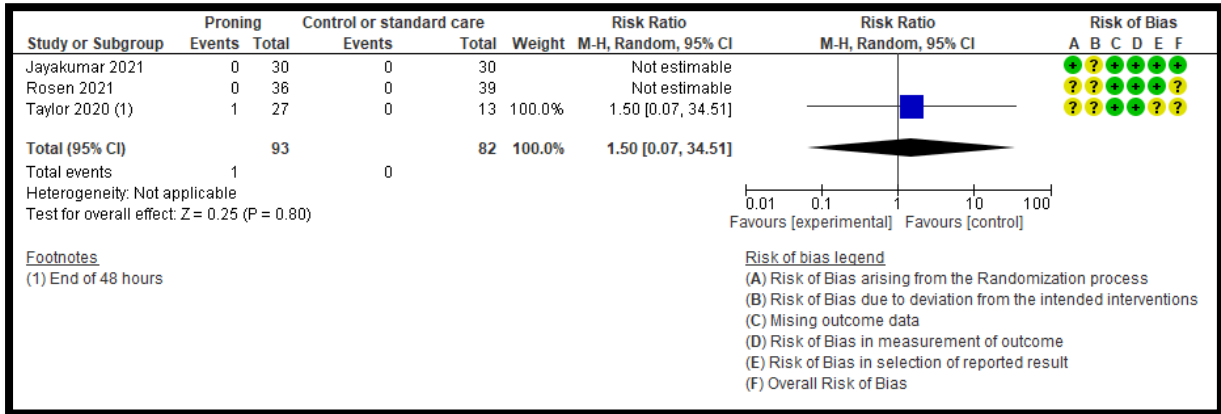 Proning Control or standard care Risk Ratio Risk Ratio Risk of Bias
Study or Subgroup Events Total Events Total Weight M-H, Random, 95% CI M-H, Random, 95% CI A B C D E F
Jayakumar 2021 0 30 0 30 Not estimable + ? + + + +
Rosen 2021 0 36 0 39 Not estimable ? ? + + + ?
Taylor 2020 (1) 1 27 0 13 100.0% 1.50 [0.07, 34.51] ? ? + + ? ?
Total (95% CI) 93 82 100.0% 1.50 [0.07, 34.51]
Total events 1 0
Heterogeneity: Not applicable
Test for overall effect: Z = 0.25 (P = 0.80)
0.01 0.1 1 10 100
Favours [experimental] Favours [control]
Footnotes
(1) End of 48 hours
Risk of bias legend
(A) Risk of Bias arising from the Randomization process
(B) Risk of Bias due to deviation from the intended interventions
(C) Mising outcome data
(D) Risk of Bias in measurement of outcome
(E) Risk of Bias in selection of reported result
(F) Overall Risk of Bias